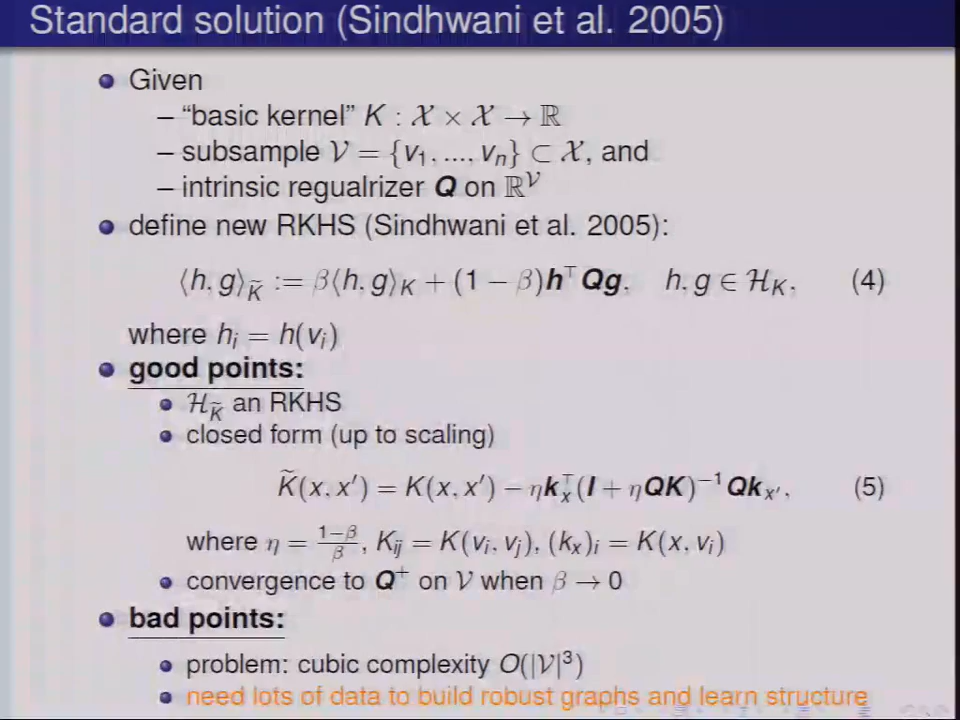 Standard solution (Sindhwani et al. 2005)
Given
– “basic kernel” K : 𝒳 × 𝒳 → ℝ
– subsample 𝒱 = {v₁, ..., vₙ} ⊂ 𝒳, and
– intrinsic regualrizer Q on ℝ^𝒱
define new RKHS (Sindhwani et al. 2005):
⟨h, g⟩_K̃ := β⟨h, g⟩_K + (1 − β)h^⊤Qg, h, g ∈ ℋ_K, (4)
where hᵢ = h(vᵢ)
good points:
ℋ_K̃ an RKHS
closed form (up to scaling)
K̃(x, x′) = K(x, x′) − ηk_x^⊤(I + ηQK)⁻¹Qk_x′, (5)
where η = (1−β)/β, K_ij = K(vᵢ, vⱼ), (k_x)ᵢ = K(x, vᵢ)
convergence to Q⁺ on 𝒱 when β → 0
bad points:
problem: cubic complexity O(|𝒱|³)
need lots of data to build robust graphs and learn structure